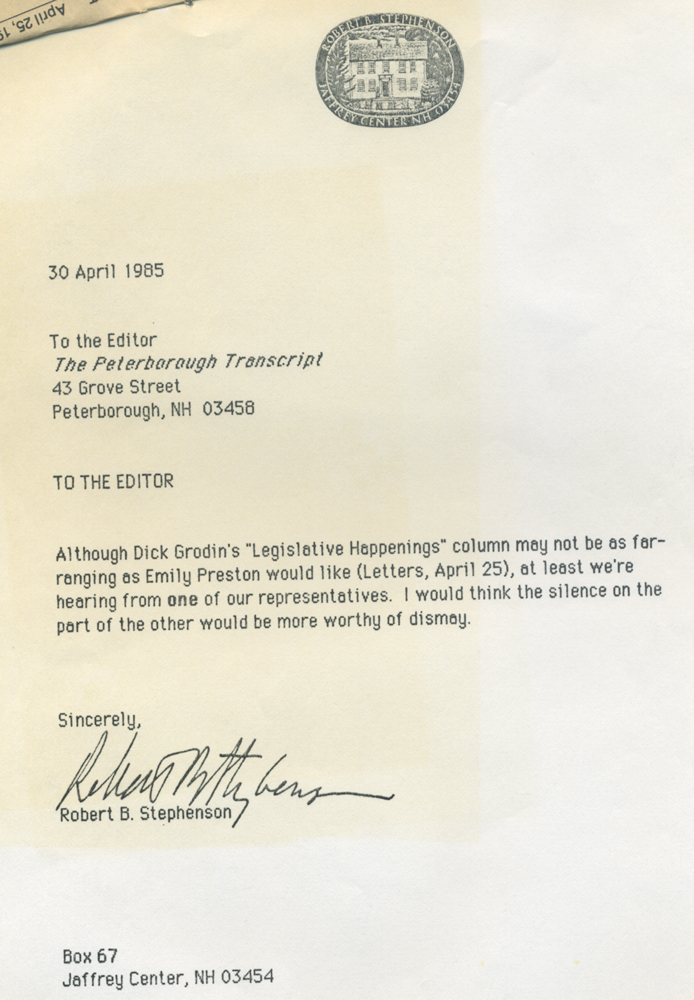 April 25, 19
ROBERT B. STEPHENSON
JAFFREY CENTER NH 03454
30 April 1985
To the Editor
The Peterborough Transcript
43 Grove Street
Peterborough, NH  03458
TO THE EDITOR
Although Dick Grodin's "Legislative Happenings" column may not be as far-
ranging as Emily Preston would like (Letters, April 25), at least we're
hearing from one of our representatives.  I would think the silence on the
part of the other would be more worthy of dismay.
Sincerely,
Robert B. Stephenson
Robert B. Stephenson
Box 67
Jaffrey Center, NH 03454